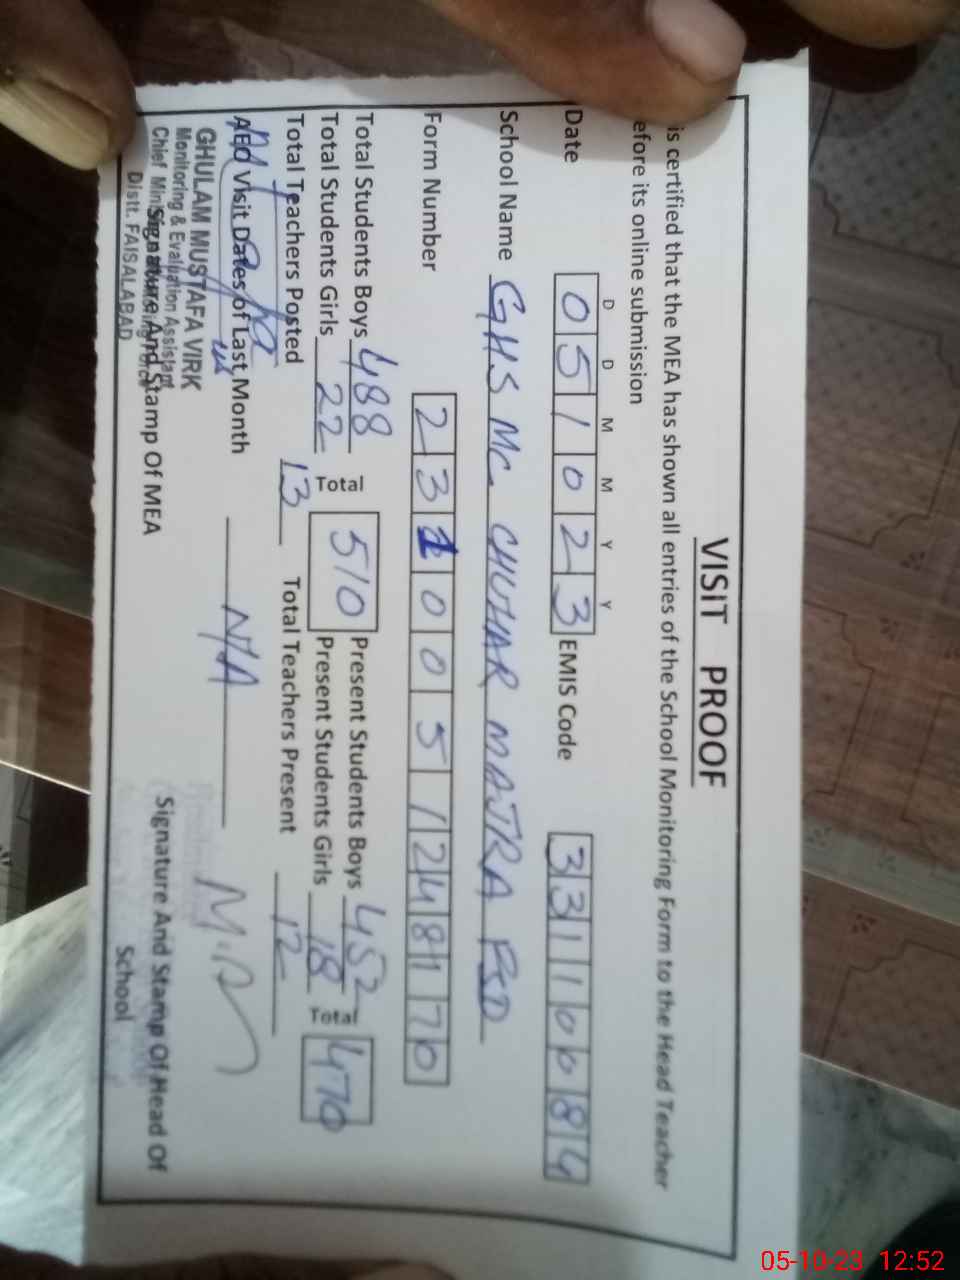 VISIT PROOF
is certified that the MEA has shown all entries of the School Monitoring Form to the Head Teacher
efore its online submission
D D M M Y Y
Date 0 5 1 0 2 3 EMIS Code 3 3 1 1 0 0 8 4
School Name GHS MC. CHUHAR MAJRA FSD
Form Number 2 3 1 0 0 5 1 2 4 8 1 7 0
Total Students Boys 488 Total 510 Present Students Boys 452 Total 470
Total Students Girls 22 Present Students Girls 18
Total Teachers Posted 13 Total Teachers Present 12
AEO Visit Dates of Last Month N/A
GHULAM MUSTAFA VIRK
Monitoring & Evaluation Assistant
Chief Minister's Monitoring Force
Distt. FAISALABAD
Signature And Stamp Of MEA
Signature And Stamp Of Head Of
School
05-10-23 12:52